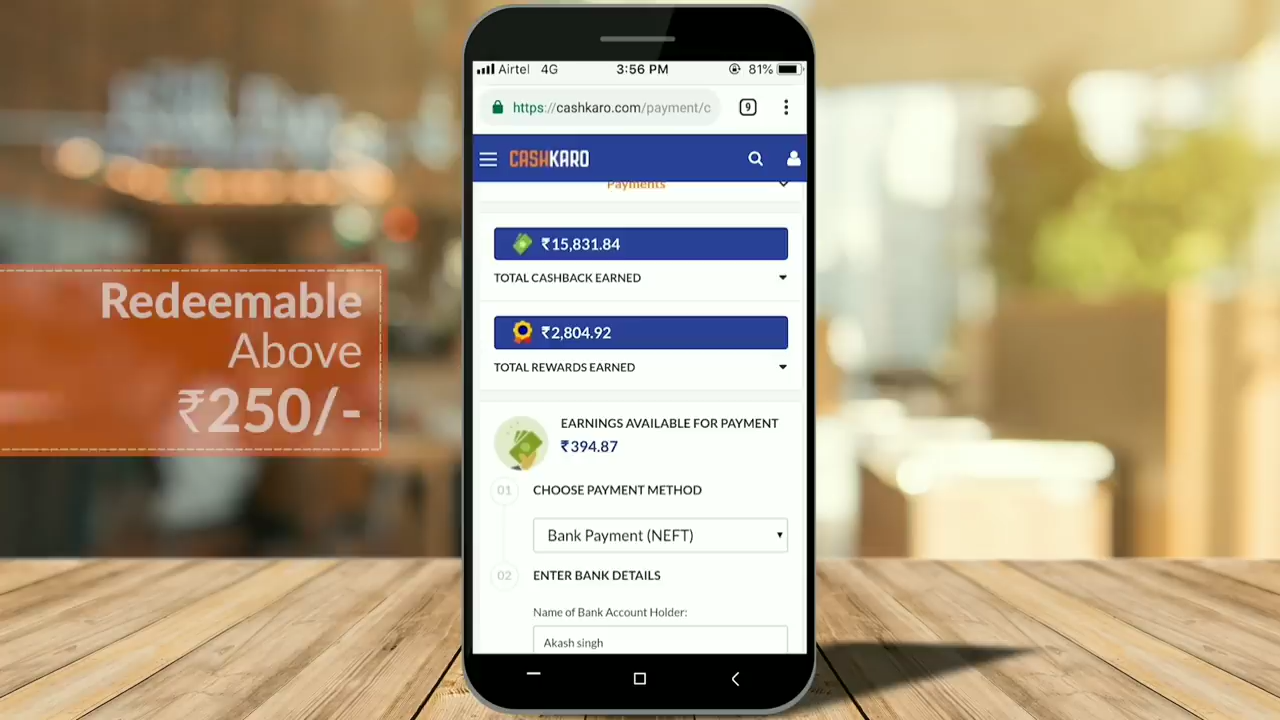 Airtel 4G 3:56 PM 81%
https://cashkaro.com/payment/c 9
CASHKARO
Payments
₹15,831.84
TOTAL CASHBACK EARNED
₹2,804.92
TOTAL REWARDS EARNED
EARNINGS AVAILABLE FOR PAYMENT
₹394.87
01 CHOOSE PAYMENT METHOD
Bank Payment (NEFT)
02 ENTER BANK DETAILS
Name of Bank Account Holder:
Akash singh
Redeemable
Above
₹250/-